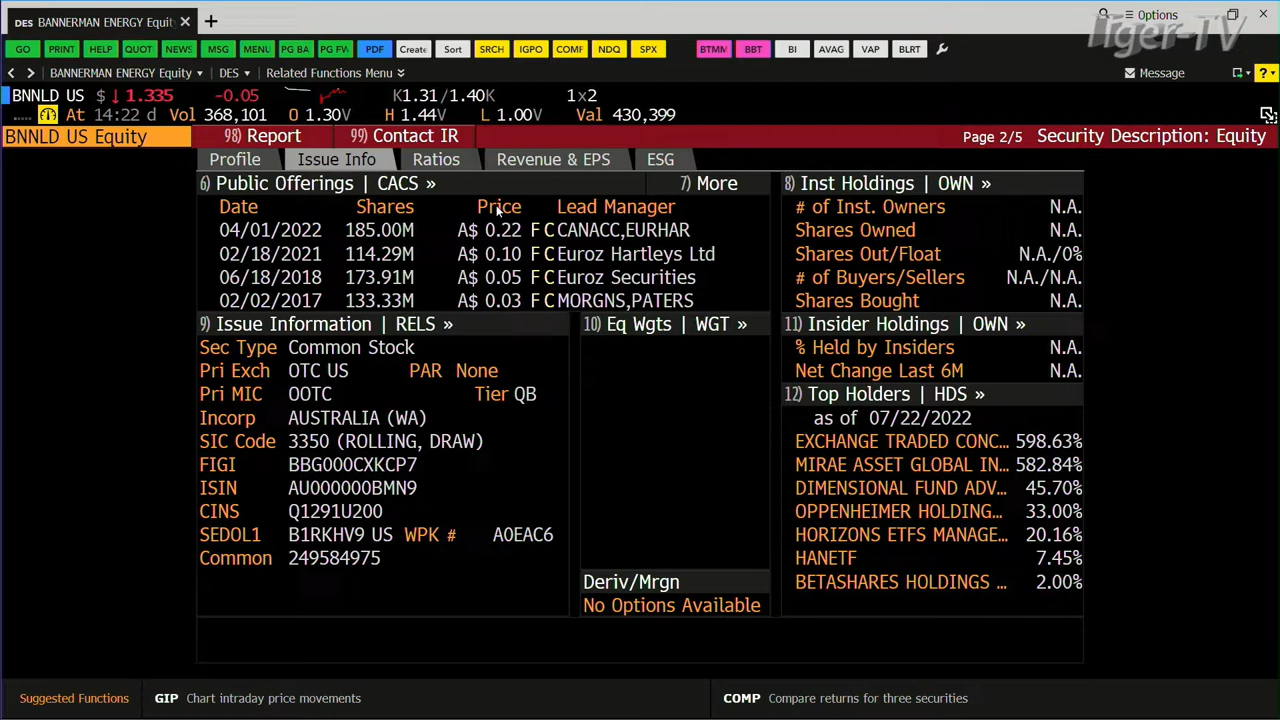 DES BANNERMAN ENERGY Equity × +
Options
Tiger-TV
GO PRINT HELP QUOT NEWS MSG MENU PG BA PG FW PDF Create Sort SRCH IGPO COMF NDQ SPX BTMM BBT BI AVAG VAP BLRT
< > BANNERMAN ENERGY Equity DES Related Functions Menu Message ?
BNNLD US $ ↓ 1.335 -0.05 K1.31/1.40K 1x2
At 14:22 d Vol 368,101 O 1.30V H 1.44V L 1.00V Val 430,399
BNNLD US Equity 98) Report 99) Contact IR Page 2/5 Security Description: Equity
Profile Issue Info Ratios Revenue & EPS ESG
6) Public Offerings | CACS » 7) More
Date Shares Price Lead Manager
04/01/2022 185.00M A$ 0.22 F C CANACC,EURHAR
02/18/2021 114.29M A$ 0.10 F C Euroz Hartleys Ltd
06/18/2018 173.91M A$ 0.05 F C Euroz Securities
02/02/2017 133.33M A$ 0.03 F C MORGNS,PATERS
8) Inst Holdings | OWN »
# of Inst. Owners N.A.
Shares Owned N.A.
Shares Out/Float N.A./0%
# of Buyers/Sellers N.A./N.A.
Shares Bought N.A.
9) Issue Information | RELS »
Sec Type Common Stock
Pri Exch OTC US PAR None
Pri MIC OOTC Tier QB
Incorp AUSTRALIA (WA)
SIC Code 3350 (ROLLING, DRAW)
FIGI BBG000CXKCP7
ISIN AU000000BMN9
CINS Q1291U200
SEDOL1 B1RKHV9 US WPK # A0EAC6
Common 249584975
10) Eq Wgts | WGT »
Deriv/Mrgn
No Options Available
11) Insider Holdings | OWN »
% Held by Insiders N.A.
Net Change Last 6M N.A.
12) Top Holders | HDS »
as of 07/22/2022
EXCHANGE TRADED CONC... 598.63%
MIRAE ASSET GLOBAL IN... 582.84%
DIMENSIONAL FUND ADV... 45.70%
OPPENHEIMER HOLDING... 33.00%
HORIZONS ETFS MANAGE... 20.16%
HANETF 7.45%
BETASHARES HOLDINGS ... 2.00%
Suggested Functions GIP Chart intraday price movements COMP Compare returns for three securities